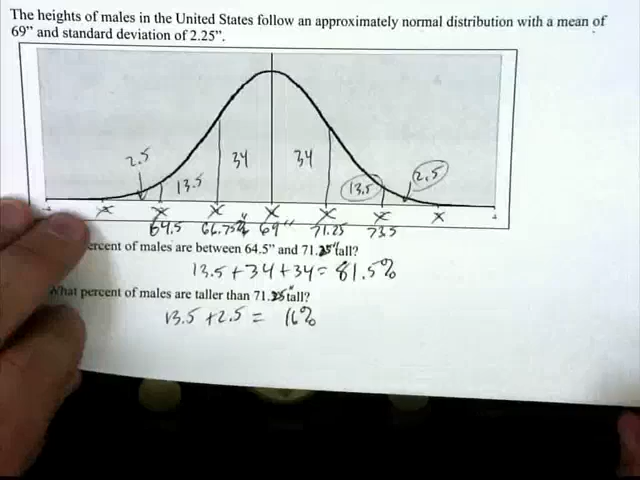 The heights of males in the United States follow an approximately normal distribution with a mean of
69" and standard deviation of 2.25".
2.5 13.5 34 34 13.5 2.5
64.5 66.75" 69" 71.25 73.5
ercent of males are between 64.5" and 71.25" tall?
13.5 + 34 + 34 = 81.5%
What percent of males are taller than 71.25" tall?
13.5 + 2.5 = 16%